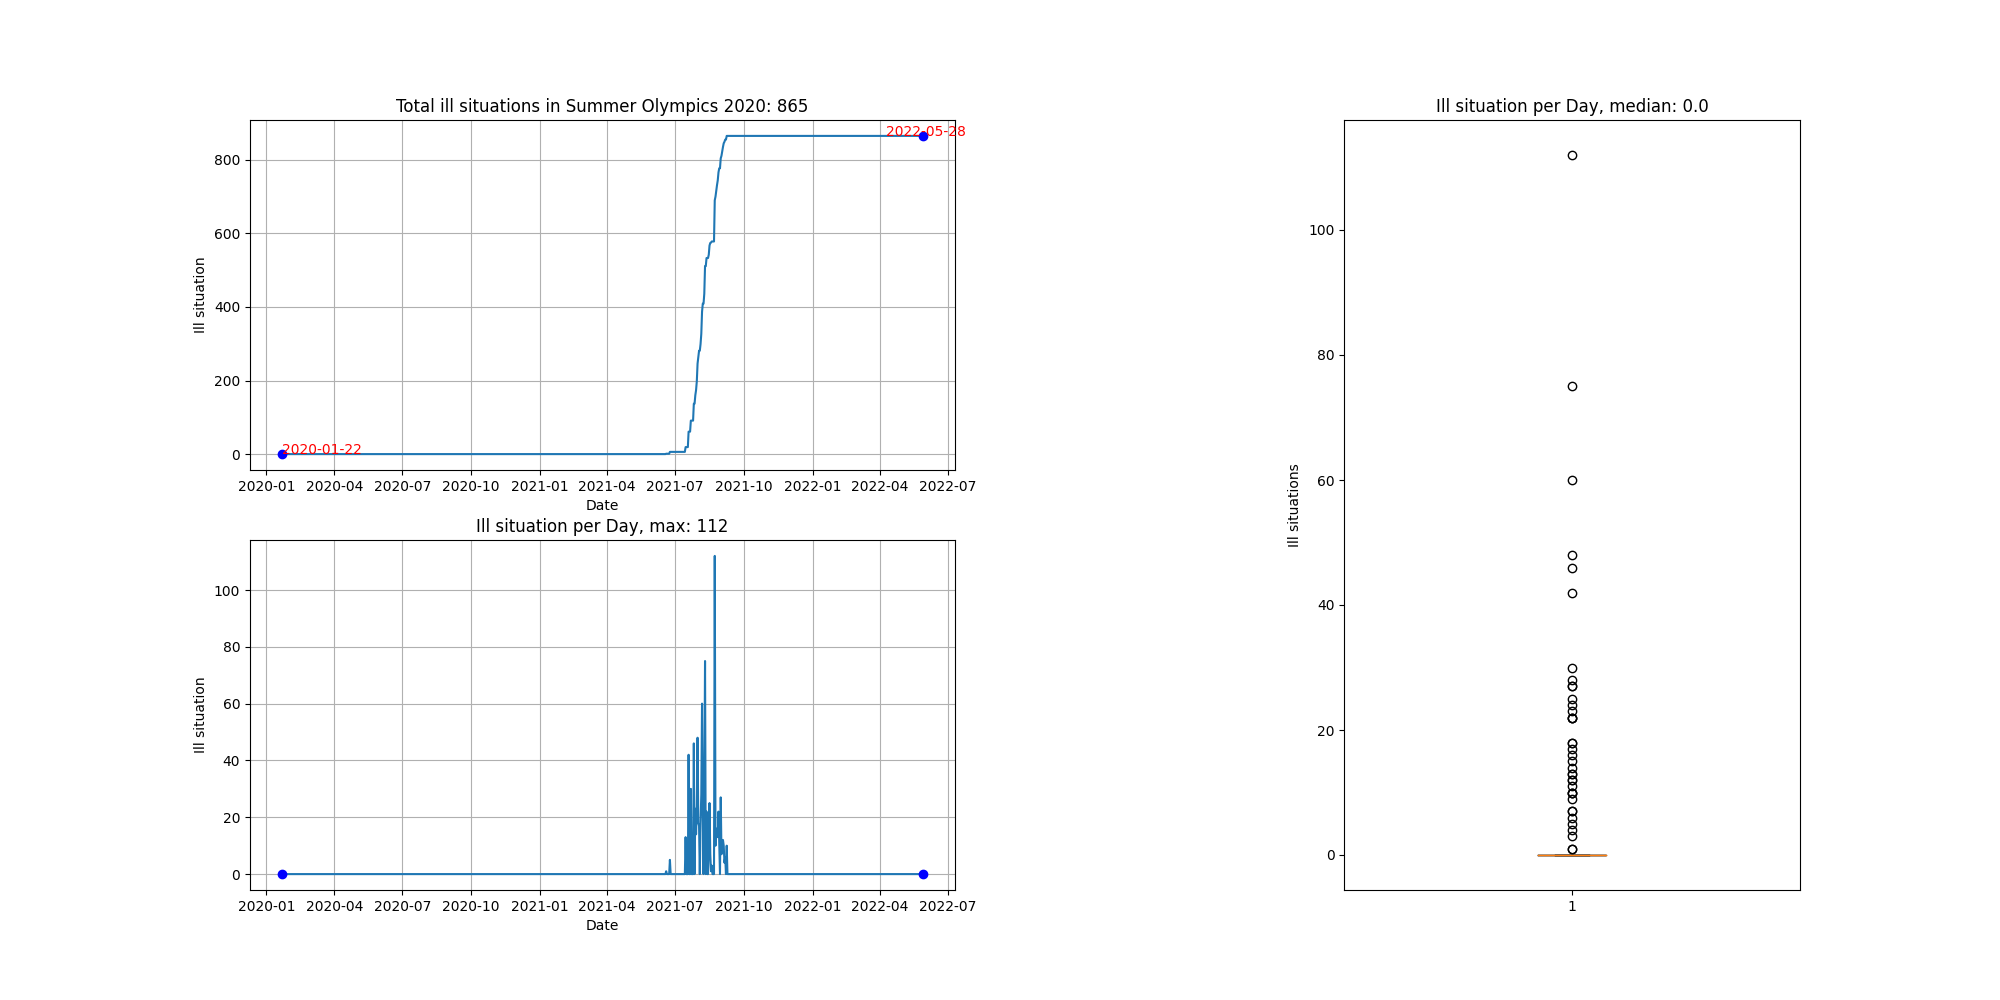 Total ill situations in Summer Olympics 2020: 865
2022-05-28
800
600
400
200
0
Ill situation
2020-01-22
2020-01 2020-04 2020-07 2020-10 2021-01 2021-04 2021-07 2021-10 2022-01 2022-04 2022-07
Date
Ill situation per Day, max: 112
100
80
60
40
20
0
Ill situation
2020-01 2020-04 2020-07 2020-10 2021-01 2021-04 2021-07 2021-10 2022-01 2022-04 2022-07
Date
Ill situation per Day, median: 0.0
100
80
60
40
20
0
Ill situations
1